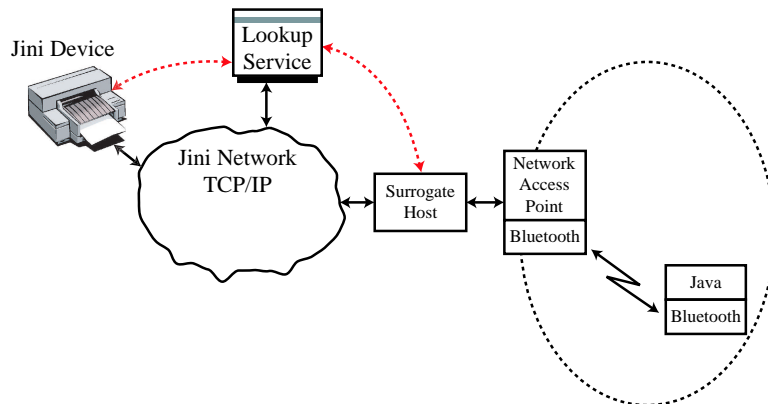 Jini Device
Lookup
Service
Jini Network
TCP/IP
Surrogate
Host
Network
Access
Point
Bluetooth
Java
Bluetooth